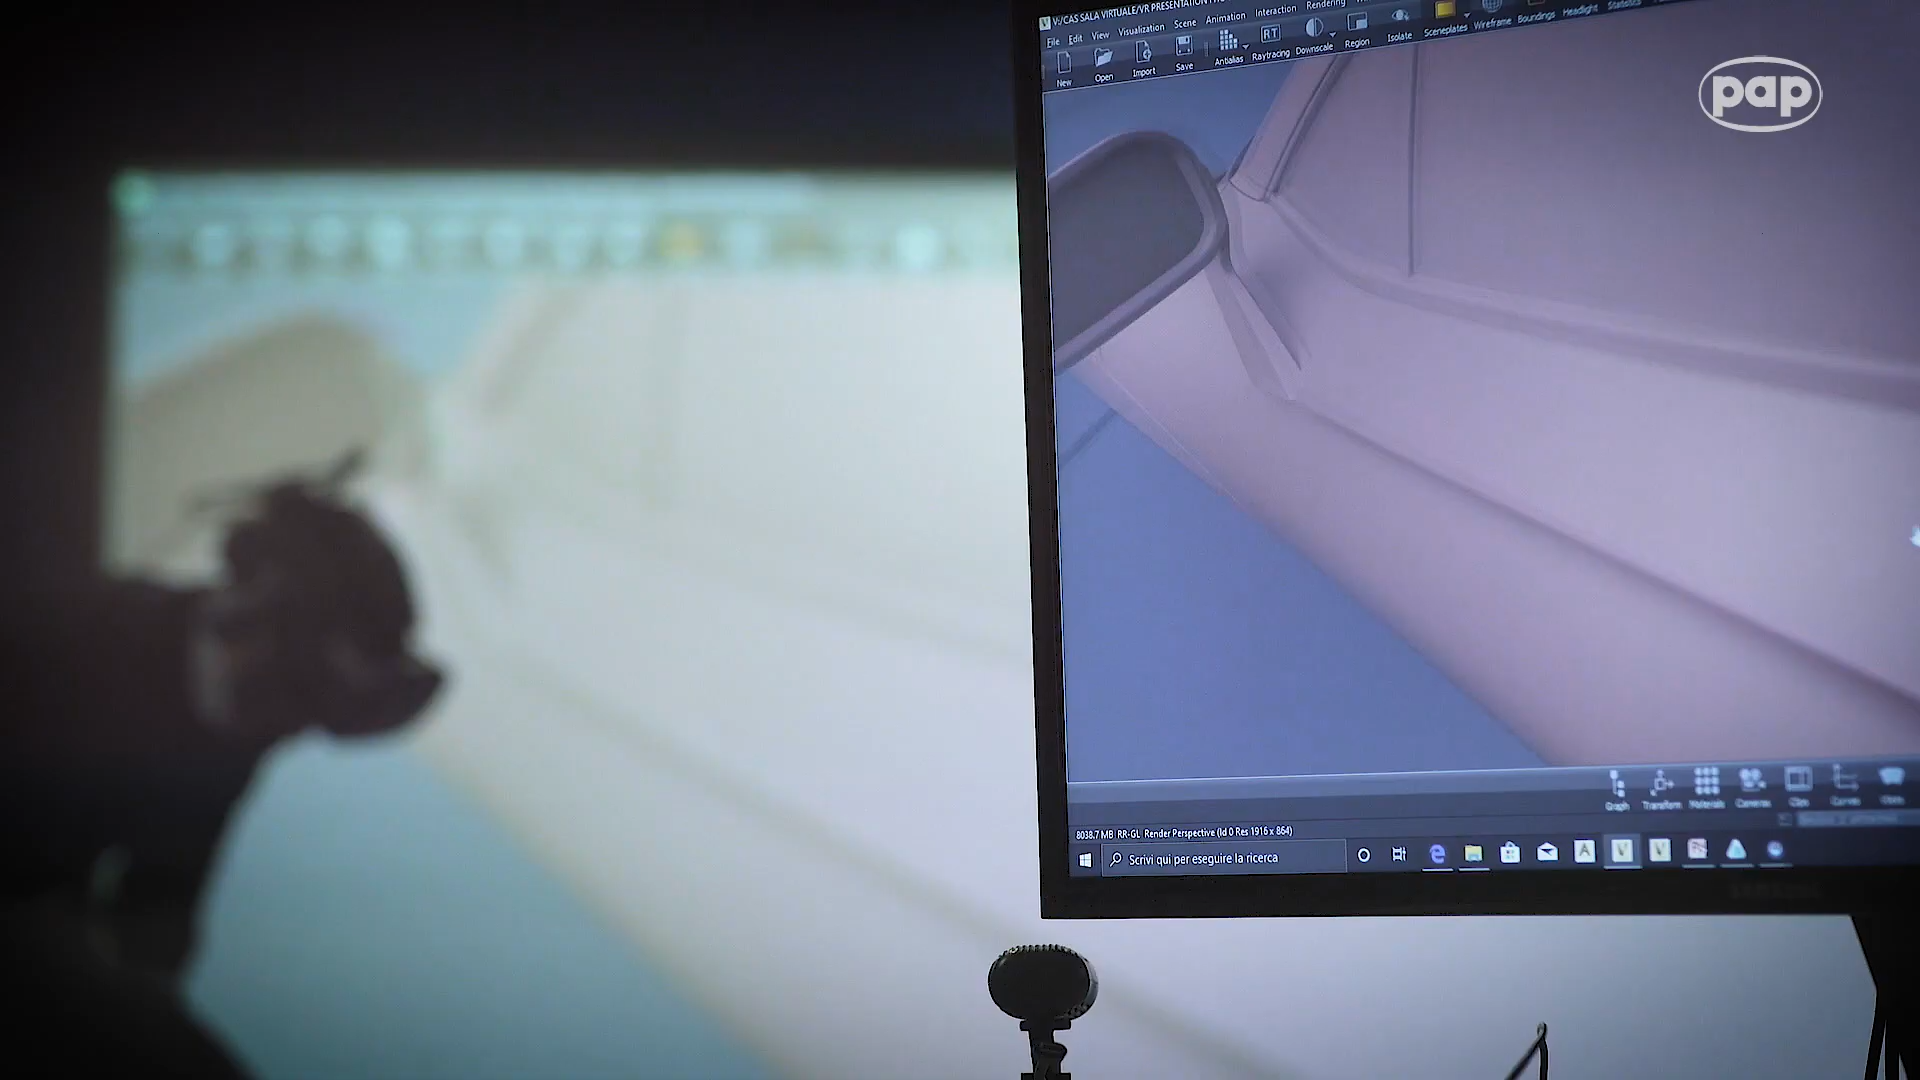 V:/CAS SALA VIRTUALE/VR PRESENTATION
File Edit View Visualization Scene Animation Interaction Rendering
New Open Import Save Antialias Raytracing Downscale Region Isolate Sceneplates Wireframe Boundings Headlight Statistics
RT
pap
Graph Transform Materials Cameras Clips Curves
8038.7 MB RR-GL Render Perspective (Id 0 Res 1916 x 864)
Scrivi qui per eseguire la ricerca